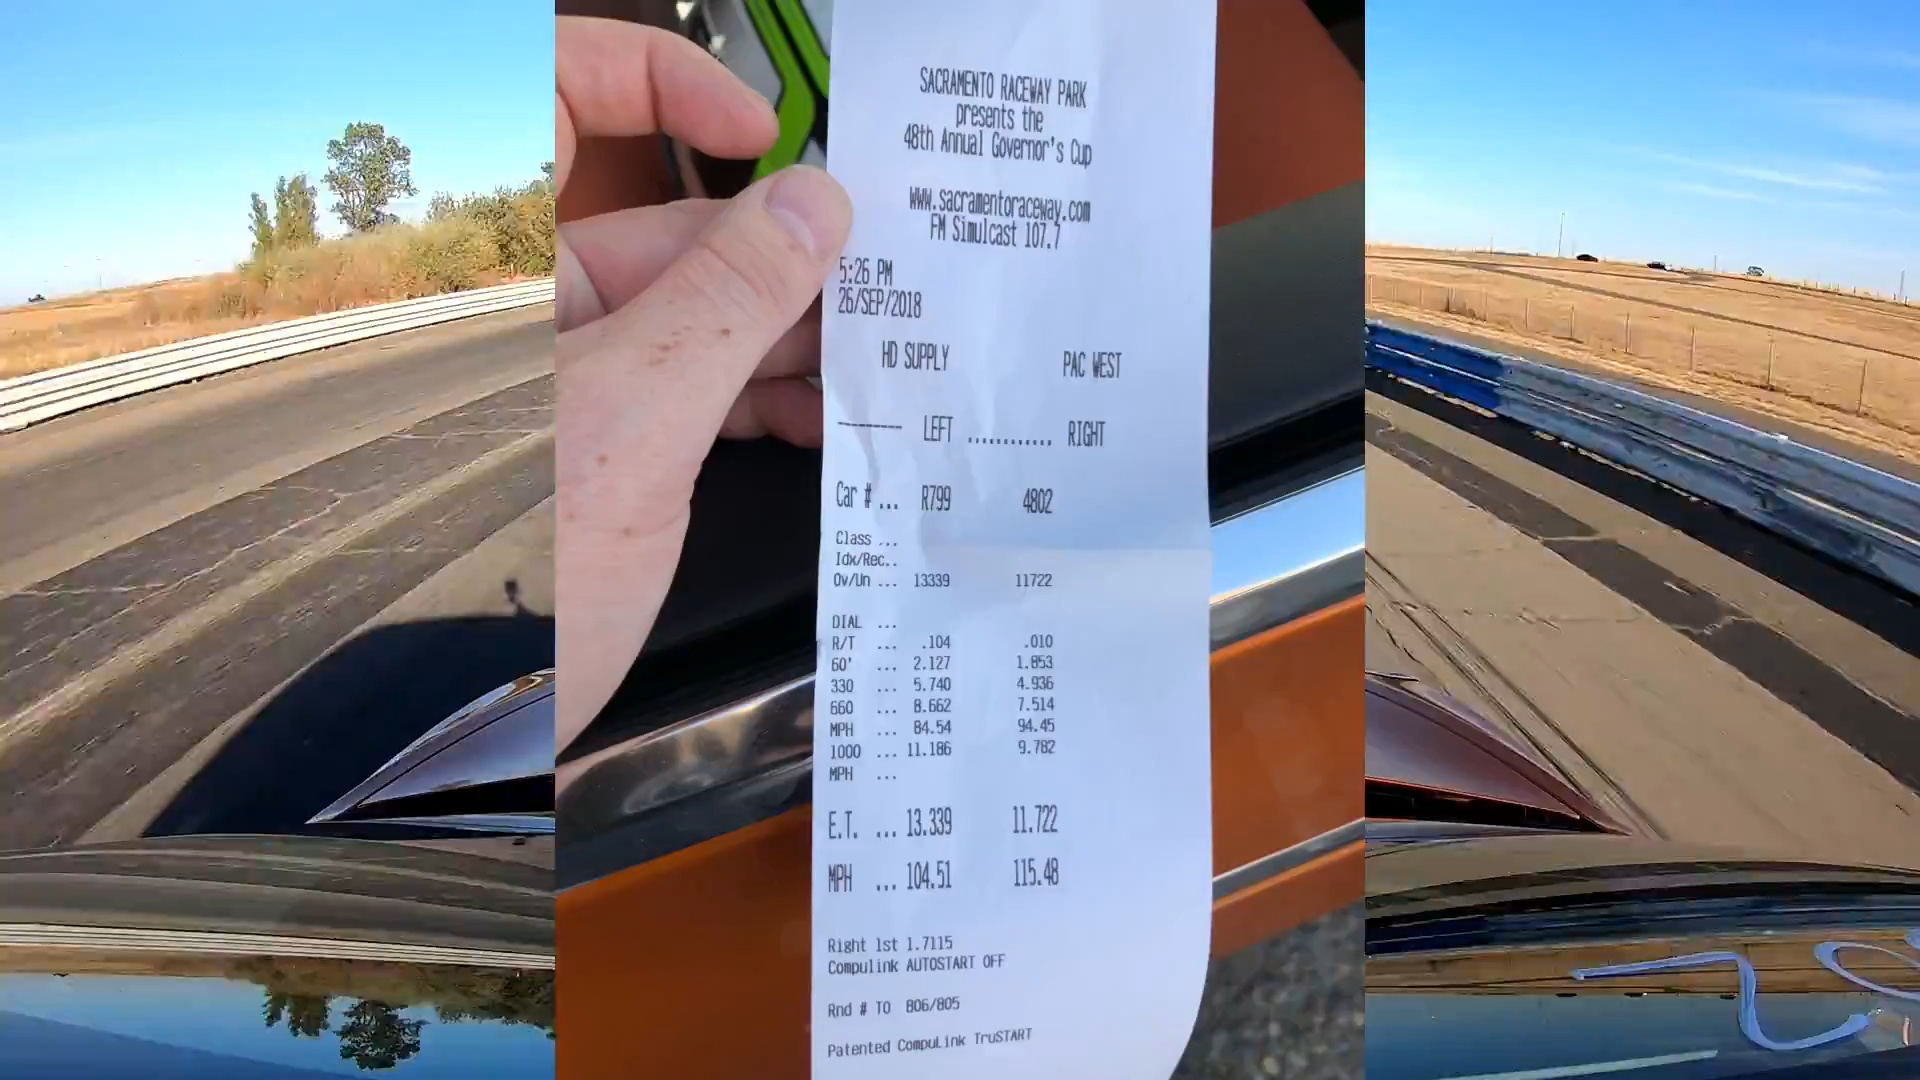 SACRAMENTO RACEWAY PARK
presents the
48th Annual Governor's Cup
www.sacramentoraceway.com
FM Simulcast 107.7
5:26 PM
26/SEP/2018
HD SUPPLY PAC WEST
-------- LEFT ............ RIGHT
Car # ... R799 4802
Class ...
Idx/Rec..
Ov/Un ... 13339 11722
DIAL ...
R/T ... .104 .010
60' ... 2.127 1.853
330 ... 5.740 4.936
660 ... 8.662 7.514
MPH ... 84.54 94.45
1000 ... 11.186 9.782
MPH ...
E.T. ... 13.339 11.722
MPH ... 104.51 115.48
Right 1st 1.7115
Compulink AUTOSTART OFF
Rnd # TO 806/805
Patented CompuLink TruSTART